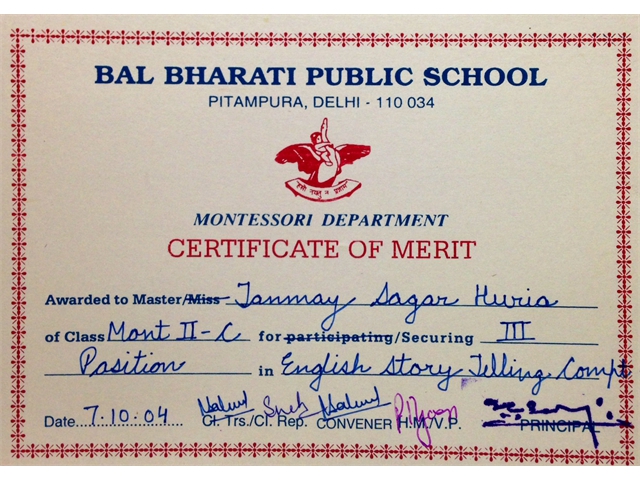 BAL BHARATI PUBLIC SCHOOL
PITAMPURA, DELHI - 110 034
MONTESSORI DEPARTMENT
CERTIFICATE OF MERIT
Awarded to Master/Miss Tanmay Sagar Huria
of Class Mont II-C for participating/Securing III
Position in English Story Telling Compt
Date 7.10.04 Cl. Trs./Cl. Rep. CONVENER H.M./V.P. PRINCIPAL